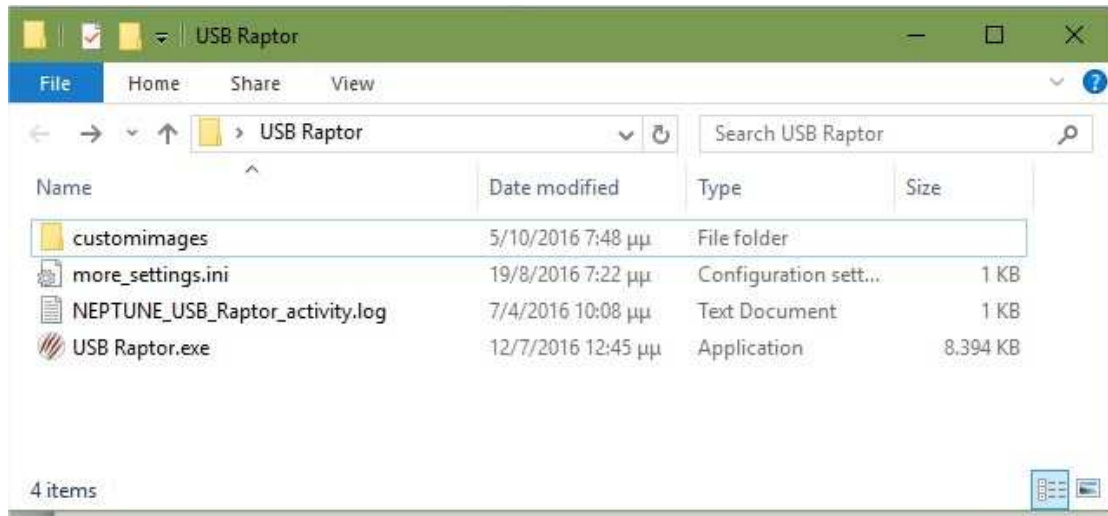 USB Raptor
File Home Share View ?
> USB Raptor Search USB Raptor
Name Date modified Type Size
customimages 5/10/2016 7:48 μμ File folder
more_settings.ini 19/8/2016 7:22 μμ Configuration sett... 1 KB
NEPTUNE_USB_Raptor_activity.log 7/4/2016 10:08 μμ Text Document 1 KB
USB Raptor.exe 12/7/2016 12:45 μμ Application 8.394 KB
4 items